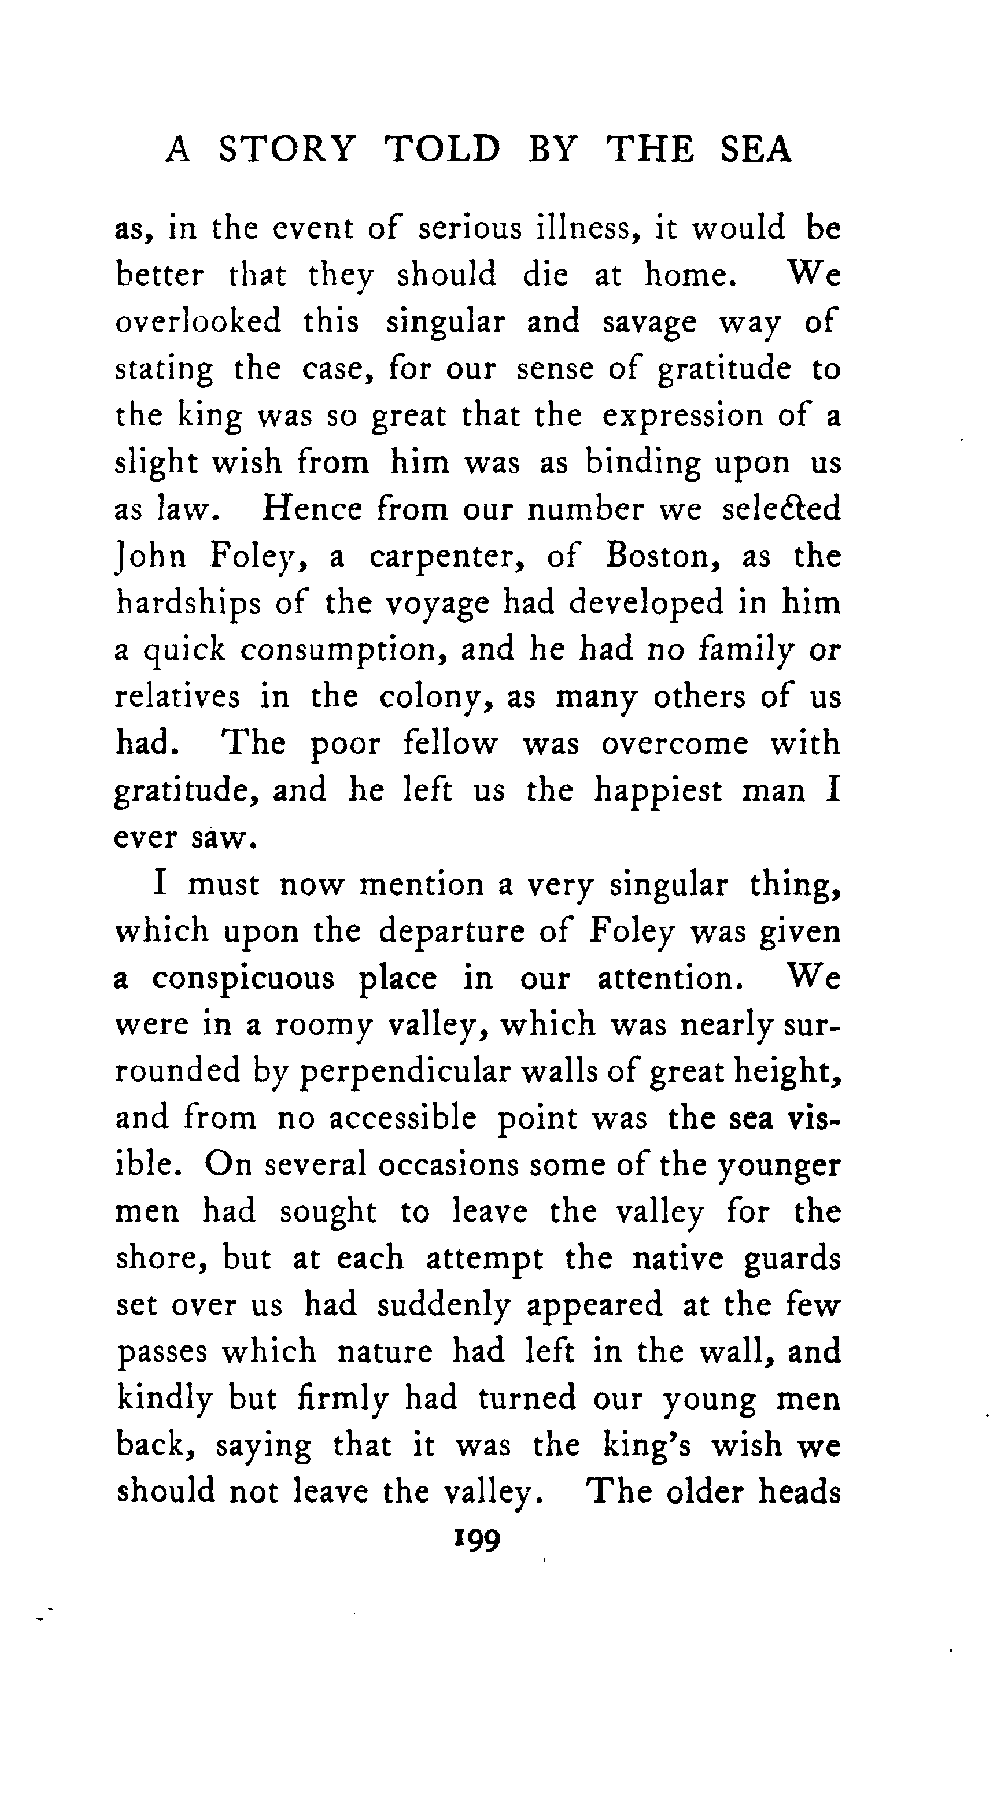 A STORY TOLD BY THE SEA
as, in the event of serious illness, it would be
better that they should die at home. We
overlooked this singular and savage way of
stating the case, for our sense of gratitude to
the king was so great that the expression of a
slight wish from him was as binding upon us
as law. Hence from our number we selected
John Foley, a carpenter, of Boston, as the
hardships of the voyage had developed in him
a quick consumption, and he had no family or
relatives in the colony, as many others of us
had. The poor fellow was overcome with
gratitude, and he left us the happiest man I
ever saw.
I must now mention a very singular thing,
which upon the departure of Foley was given
a conspicuous place in our attention. We
were in a roomy valley, which was nearly sur-
rounded by perpendicular walls of great height,
and from no accessible point was the sea vis-
ible. On several occasions some of the younger
men had sought to leave the valley for the
shore, but at each attempt the native guards
set over us had suddenly appeared at the few
passes which nature had left in the wall, and
kindly but firmly had turned our young men
back, saying that it was the king's wish we
should not leave the valley. The older heads
199